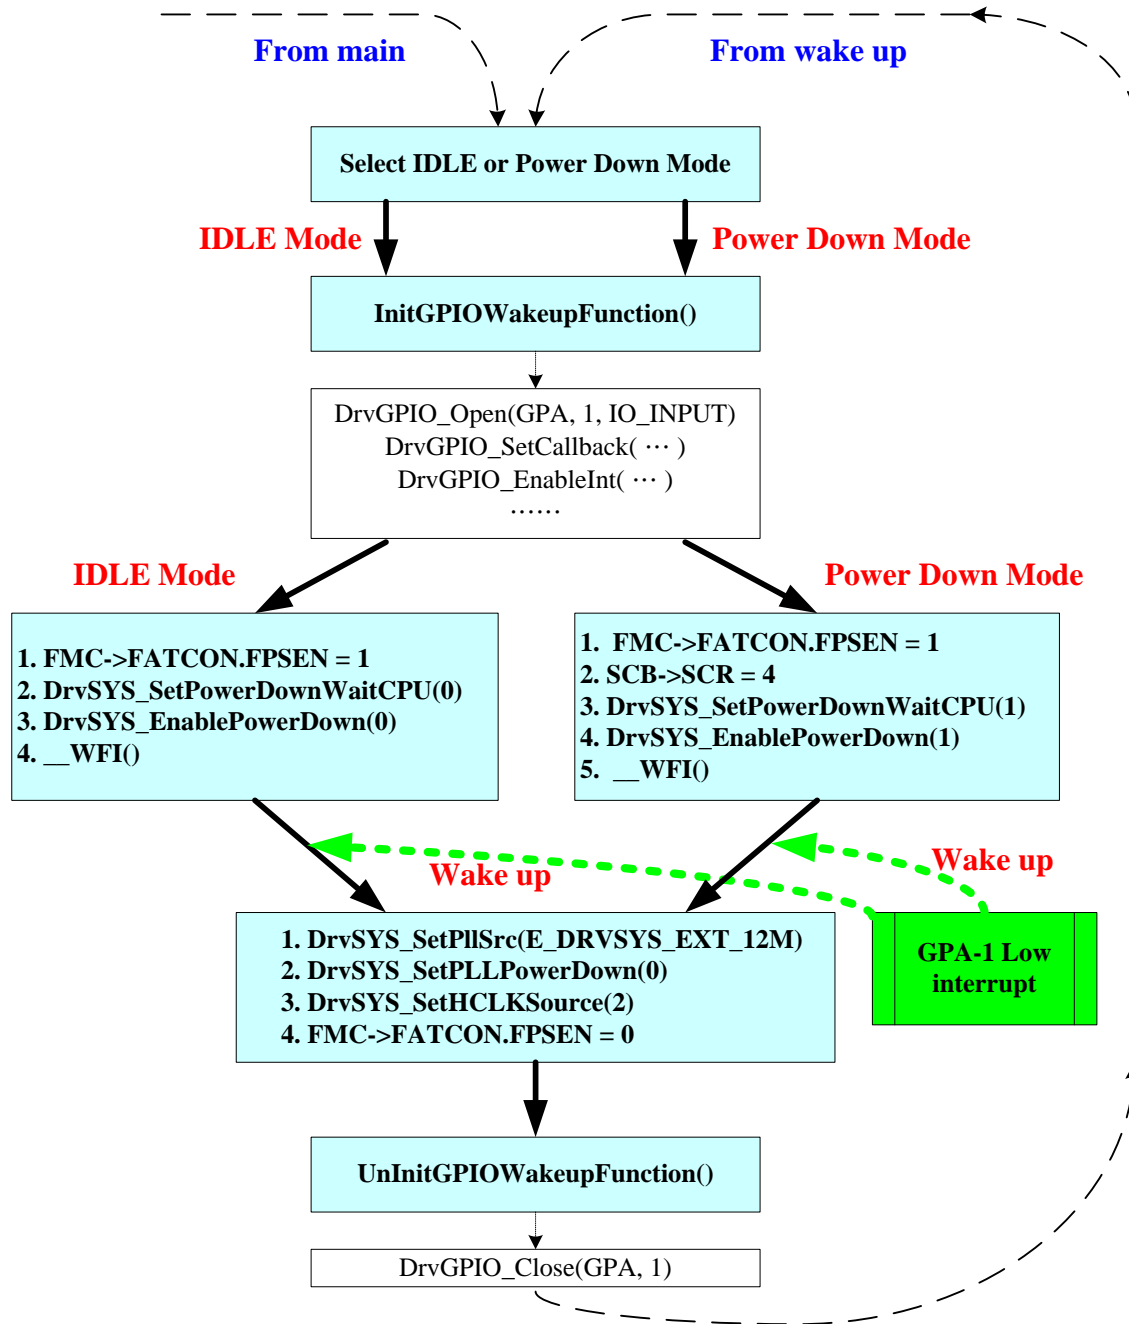 From main
From wake up
Select IDLE or Power Down Mode
IDLE Mode
Power Down Mode
InitGPIOWakeupFunction()
DrvGPIO_Open(GPA, 1, IO_INPUT)
DrvGPIO_SetCallback( ··· )
DrvGPIO_EnableInt( ··· )
······
IDLE Mode
Power Down Mode
1. FMC->FATCON.FPSEN = 1
2. DrvSYS_SetPowerDownWaitCPU(0)
3. DrvSYS_EnablePowerDown(0)
4. __WFI()
1. FMC->FATCON.FPSEN = 1
2. SCB->SCR = 4
3. DrvSYS_SetPowerDownWaitCPU(1)
4. DrvSYS_EnablePowerDown(1)
5. __WFI()
Wake up
Wake up
1. DrvSYS_SetPllSrc(E_DRVSYS_EXT_12M)
2. DrvSYS_SetPLLPowerDown(0)
3. DrvSYS_SetHCLKSource(2)
4. FMC->FATCON.FPSEN = 0
GPA-1 Low
interrupt
UnInitGPIOWakeupFunction()
DrvGPIO_Close(GPA, 1)